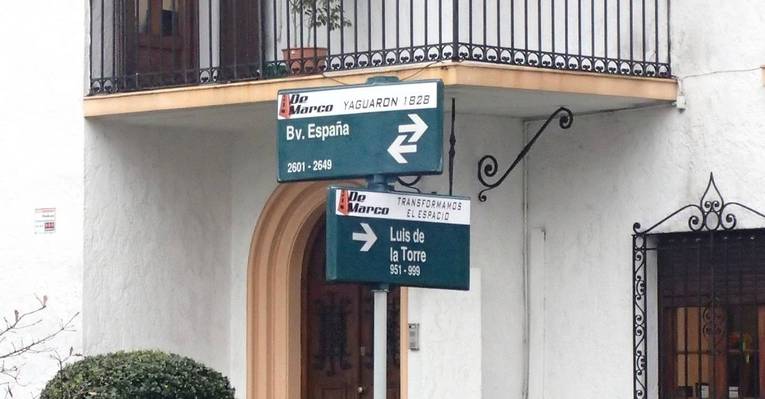 De
Marco
YAGUARON 1828
Bv. España
2601 - 2649
De
Marco
TRANSFORMAMOS
EL ESPACIO
Luis de
la Torre
951 - 999